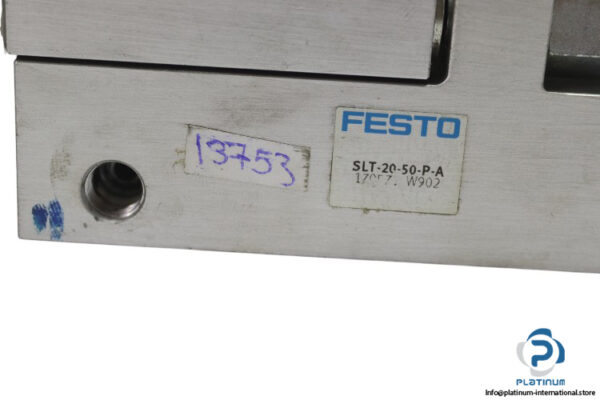 13753
FESTO
SLT-20-50-P-A
W902
PLATINUM
Info@platinum-international.store